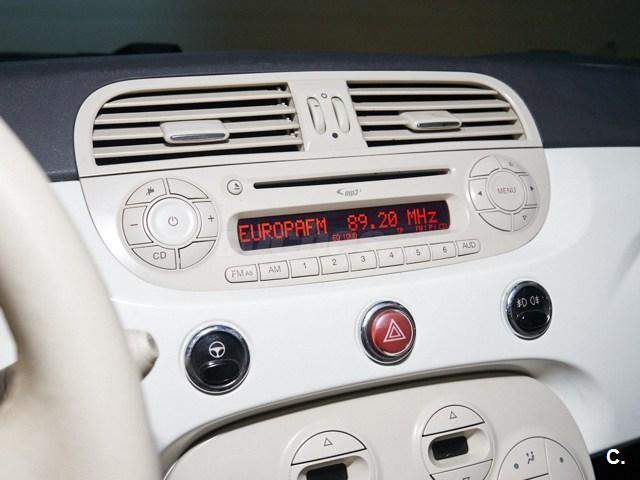 mp3
MENU
EUROPAFM 89.20 MHz
CD
FM AS AM 1 2 3 4 5 6 AUD
C.